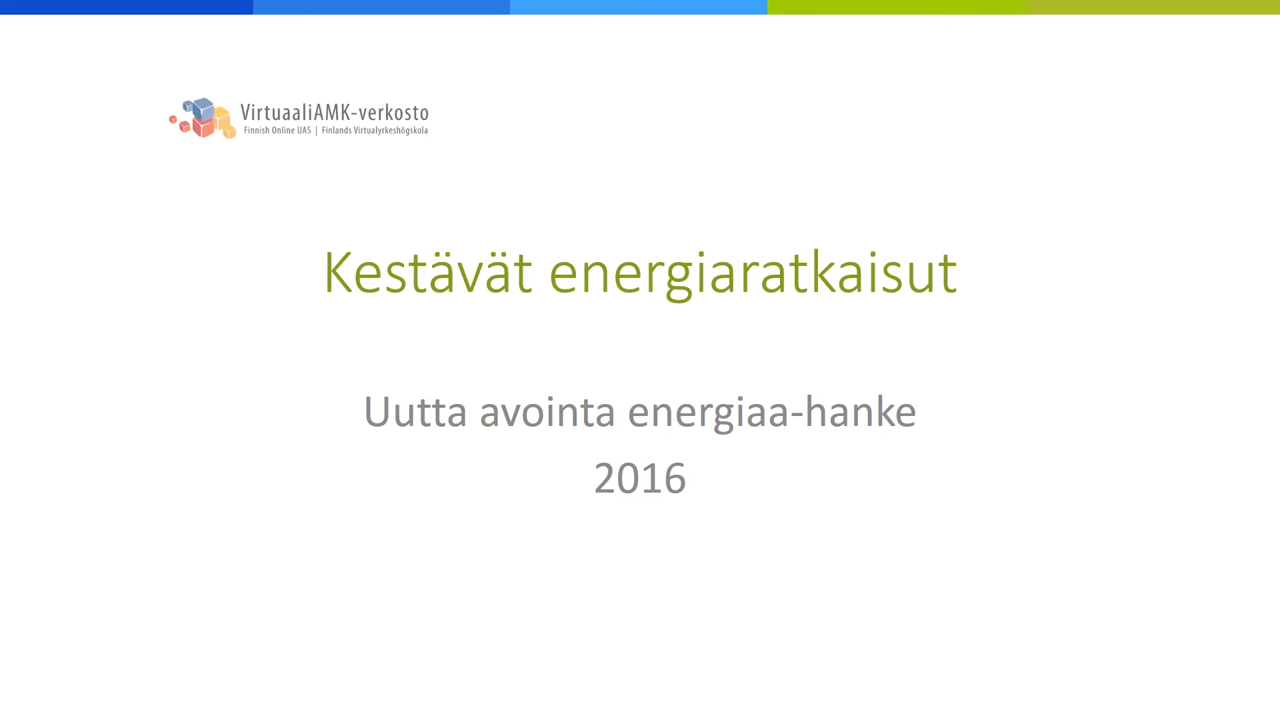 VirtuaaliAMK-verkosto
Finnish Online UAS | Finlands Virtualyrkeshögskola
Kestävät energiaratkaisut
Uutta avointa energiaa-hanke
2016